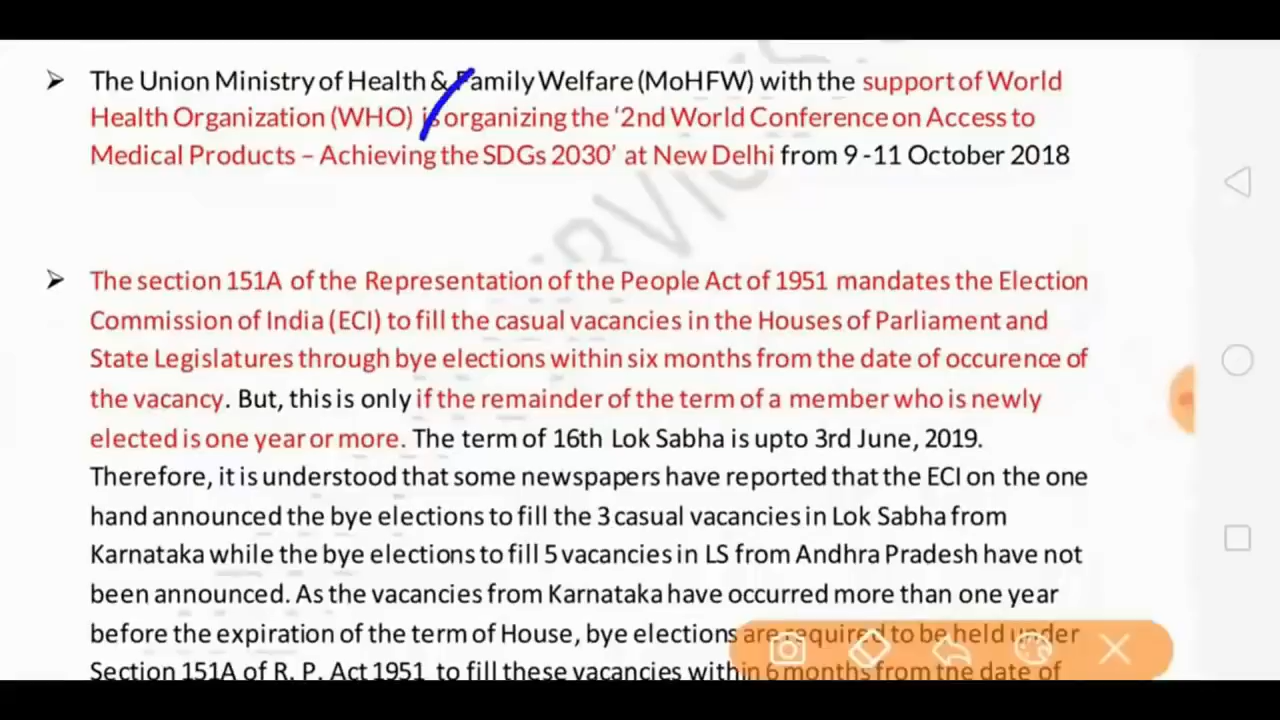 ➤ The Union Ministry of Health & Family Welfare (MoHFW) with the support of World
Health Organization (WHO) is organizing the '2nd World Conference on Access to
Medical Products – Achieving the SDGs 2030' at New Delhi from 9 -11 October 2018
➤ The section 151A of the Representation of the People Act of 1951 mandates the Election
Commission of India (ECI) to fill the casual vacancies in the Houses of Parliament and
State Legislatures through bye elections within six months from the date of occurence of
the vacancy. But, this is only if the remainder of the term of a member who is newly
elected is one year or more. The term of 16th Lok Sabha is upto 3rd June, 2019.
Therefore, it is understood that some newspapers have reported that the ECI on the one
hand announced the bye elections to fill the 3 casual vacancies in Lok Sabha from
Karnataka while the bye elections to fill 5 vacancies in LS from Andhra Pradesh have not
been announced. As the vacancies from Karnataka have occurred more than one year
before the expiration of the term of House, bye elections are required to be held under
Section 151A of R. P. Act 1951 to fill these vacancies within 6 months from the date of